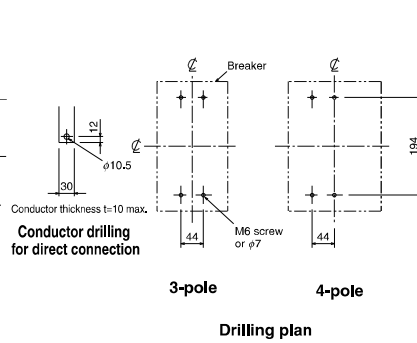 ℄
℄
Breaker
℄
12
φ10.5
30
194
Conductor thickness t=10 max.
Conductor drilling
for direct connection
44
M6 screw
or φ7
44
3-pole
4-pole
Drilling plan